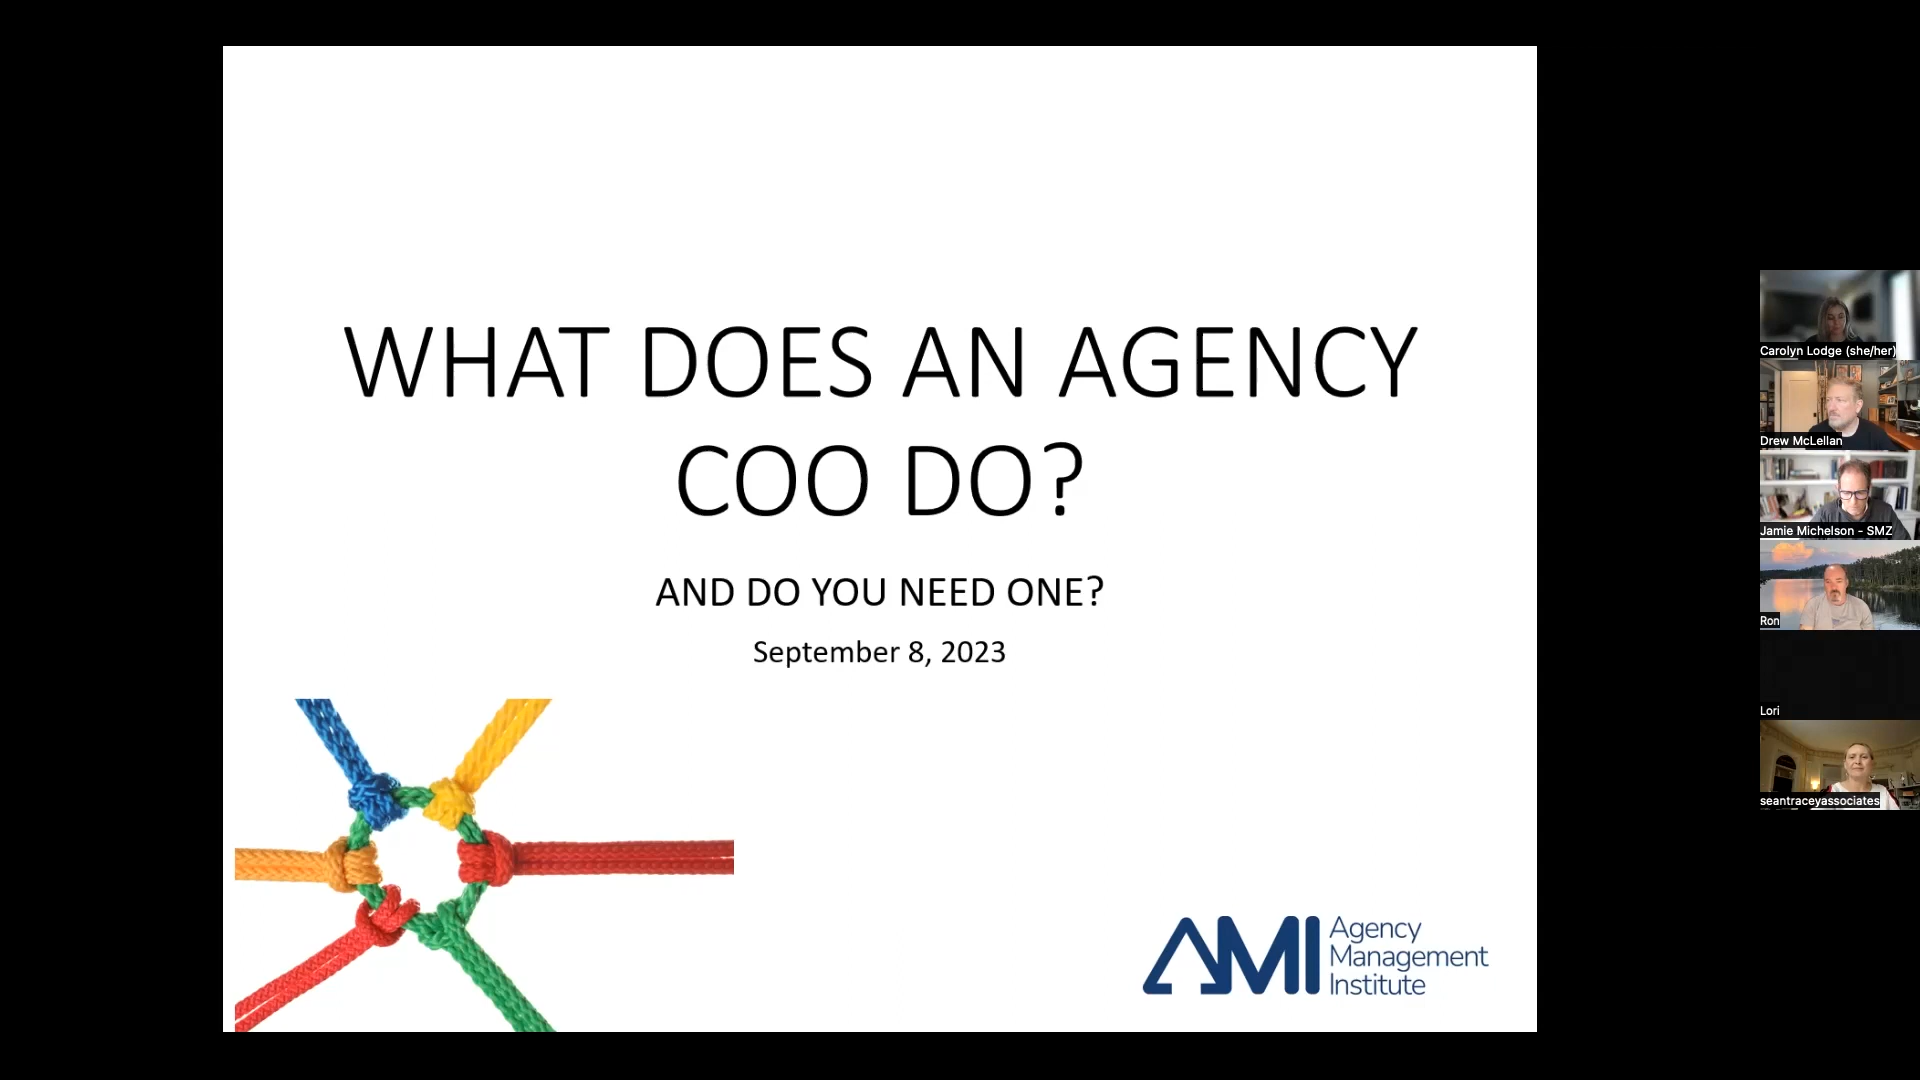 WHAT DOES AN AGENCY
COO DO?
AND DO YOU NEED ONE?
September 8, 2023
AMI
Agency
Management
Institute
Carolyn Lodge (she/her)
Drew McLellan
Jamie Michelson - SMZ
Ron
Lori
seantraceyassociates